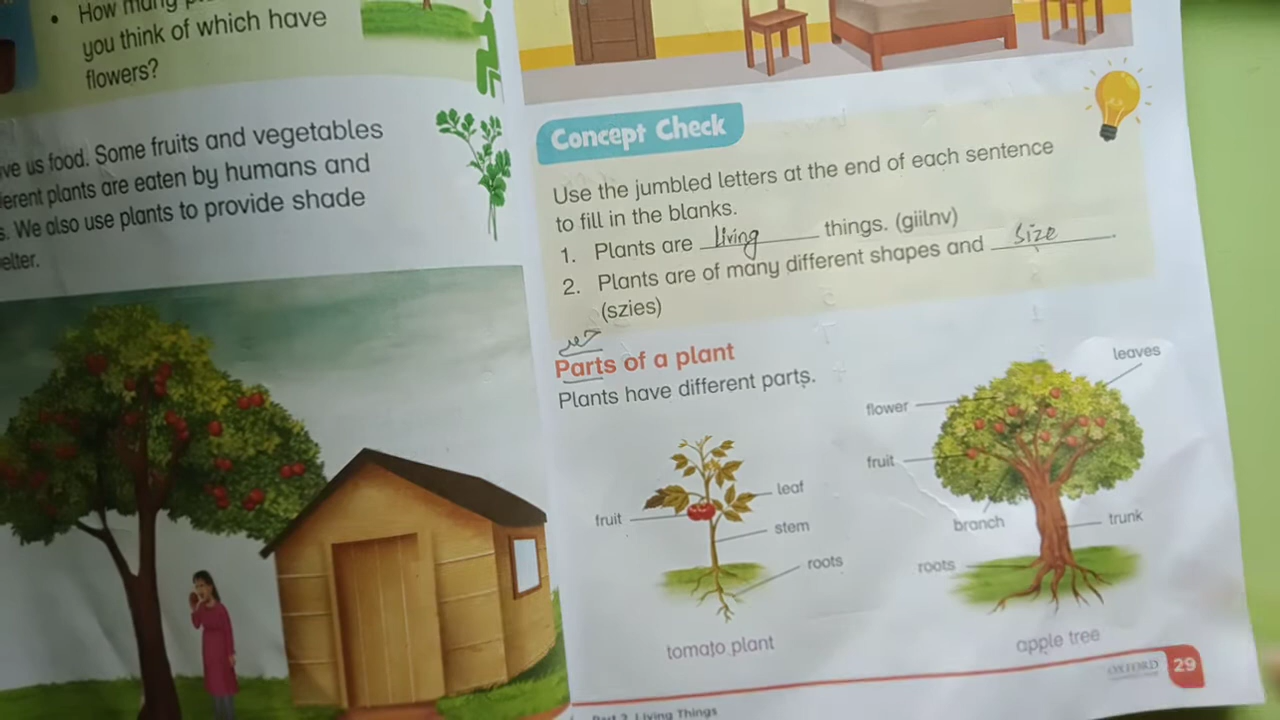 How many
you think of which have
flowers?
ve us food. Some fruits and vegetables
erent plants are eaten by humans and
s. We also use plants to provide shade
elter.
Concept Check
Use the jumbled letters at the end of each sentence
to fill in the blanks.
1. Plants are living things. (giilnv)
2. Plants are of many different shapes and size.
(szies)
Parts of a plant
Plants have different parts.
fruit
leaf
stem
roots
tomato plant
leaves
flower
fruit
branch
trunk
roots
apple tree
OXFORD
29
Part 2 Living Things